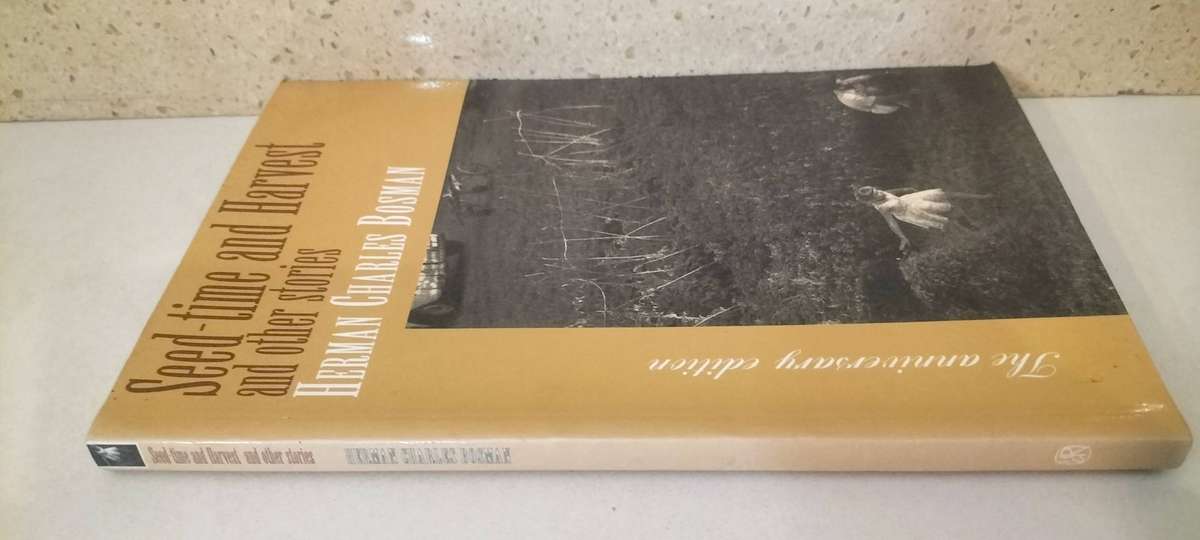 Seed-time and Harvest
and other stories
HERMAN CHARLES BOSMAN
The anniversary edition
Seed-time and Harvest and other stories HERMAN CHARLES BOSMAN